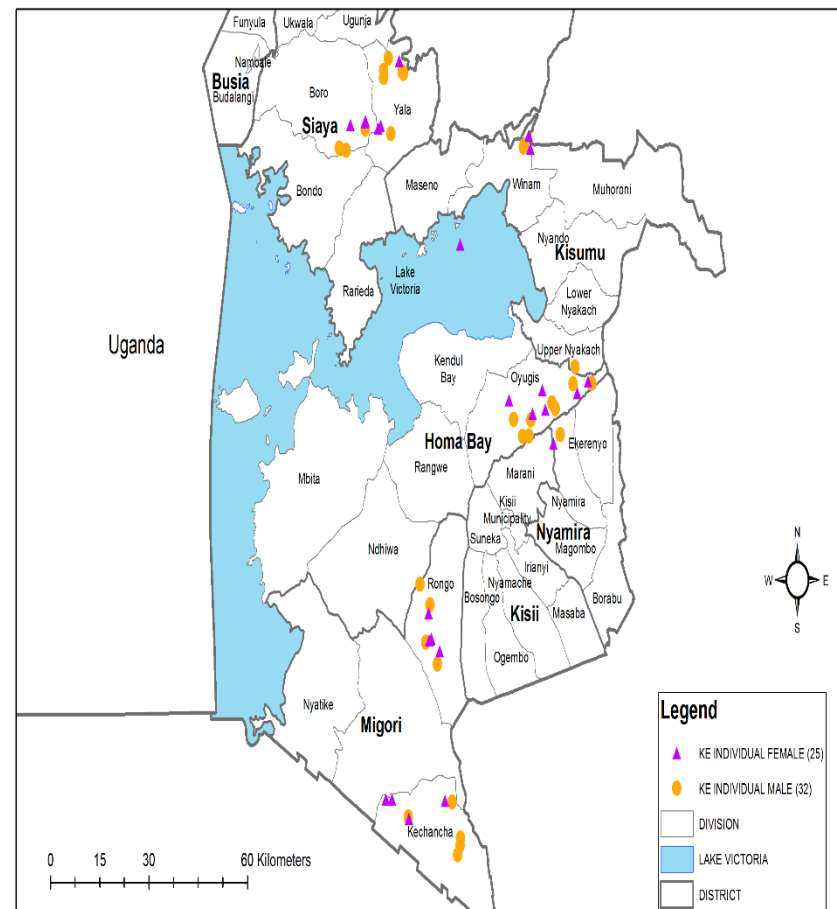 Funyula
Ukwala
Ugunja
Nambale
Busia
Budalangi
Boro
Siaya
Yala
Bondo
Maseno
Winam
Muhoroni
Nyando
Kisumu
Lake
Victoria
Rarieda
Lower
Nyakach
Uganda
Upper Nyakach
Kendul
Bay
Oyugis
Homa Bay
Ekerenyo
Rangwe
Marani
Mbita
Kisii
Municipality
Nyamira
Suneka
Nyamira
Magombo
Ndhiwa
Irianyi
Rongo
Nyamache
Bosongo
Kisii
Masaba
Borabu
Ogembo
Nyatike
Migori
Kechancha
N
W
E
S
0 15 30 60 Kilometers
Legend
KE INDIVIDUAL FEMALE (25)
KE INDIVIDUAL MALE (32)
DIVISION
LAKE VICTORIA
DISTRICT